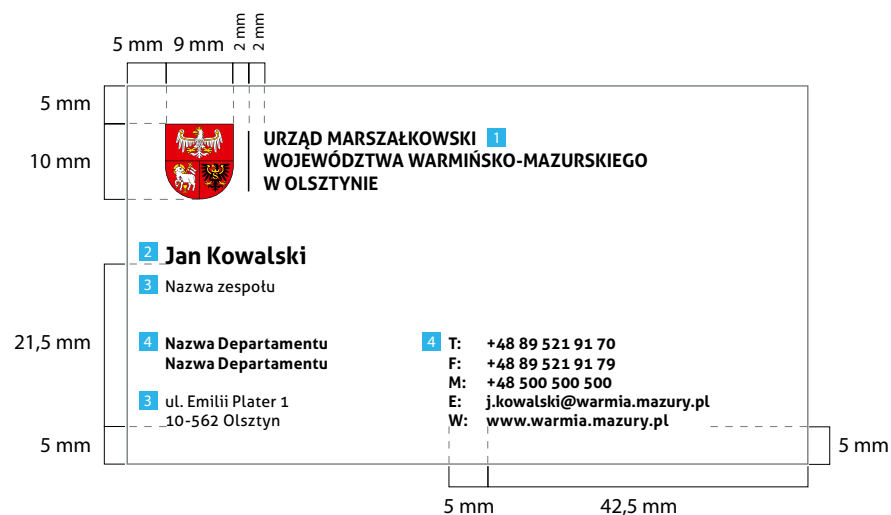 5 mm 9 mm 2 mm 2 mm
5 mm
10 mm
URZĄD MARSZAŁKOWSKI 1
WOJEWÓDZTWA WARMIŃSKO-MAZURSKIEGO
W OLSZTYNIE
2 Jan Kowalski
3 Nazwa zespołu
21,5 mm
4 Nazwa Departamentu
Nazwa Departamentu
3 ul. Emilii Plater 1
10-562 Olsztyn
4 T: +48 89 521 91 70
F: +48 89 521 91 79
M: +48 500 500 500
E: j.kowalski@warmia.mazury.pl
W: www.warmia.mazury.pl
5 mm
5 mm
5 mm 42,5 mm